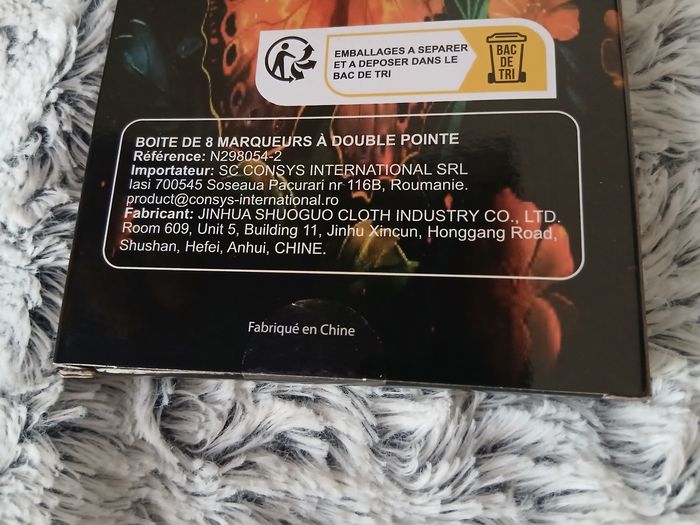 EMBALLAGES A SEPARER
ET A DEPOSER DANS LE
BAC DE TRI
BAC
DE
TRI
BOITE DE 8 MARQUEURS À DOUBLE POINTE
Référence: N298054-2
Importateur: SC CONSYS INTERNATIONAL SRL
Iasi 700545 Soseaua Pacurari nr 116B, Roumanie.
product@consys-international.ro
Fabricant: JINHUA SHUOGUO CLOTH INDUSTRY CO., LTD.
Room 609, Unit 5, Building 11, Jinhu Xincun, Honggang Road,
Shushan, Hefei, Anhui, CHINE.
Fabriqué en Chine